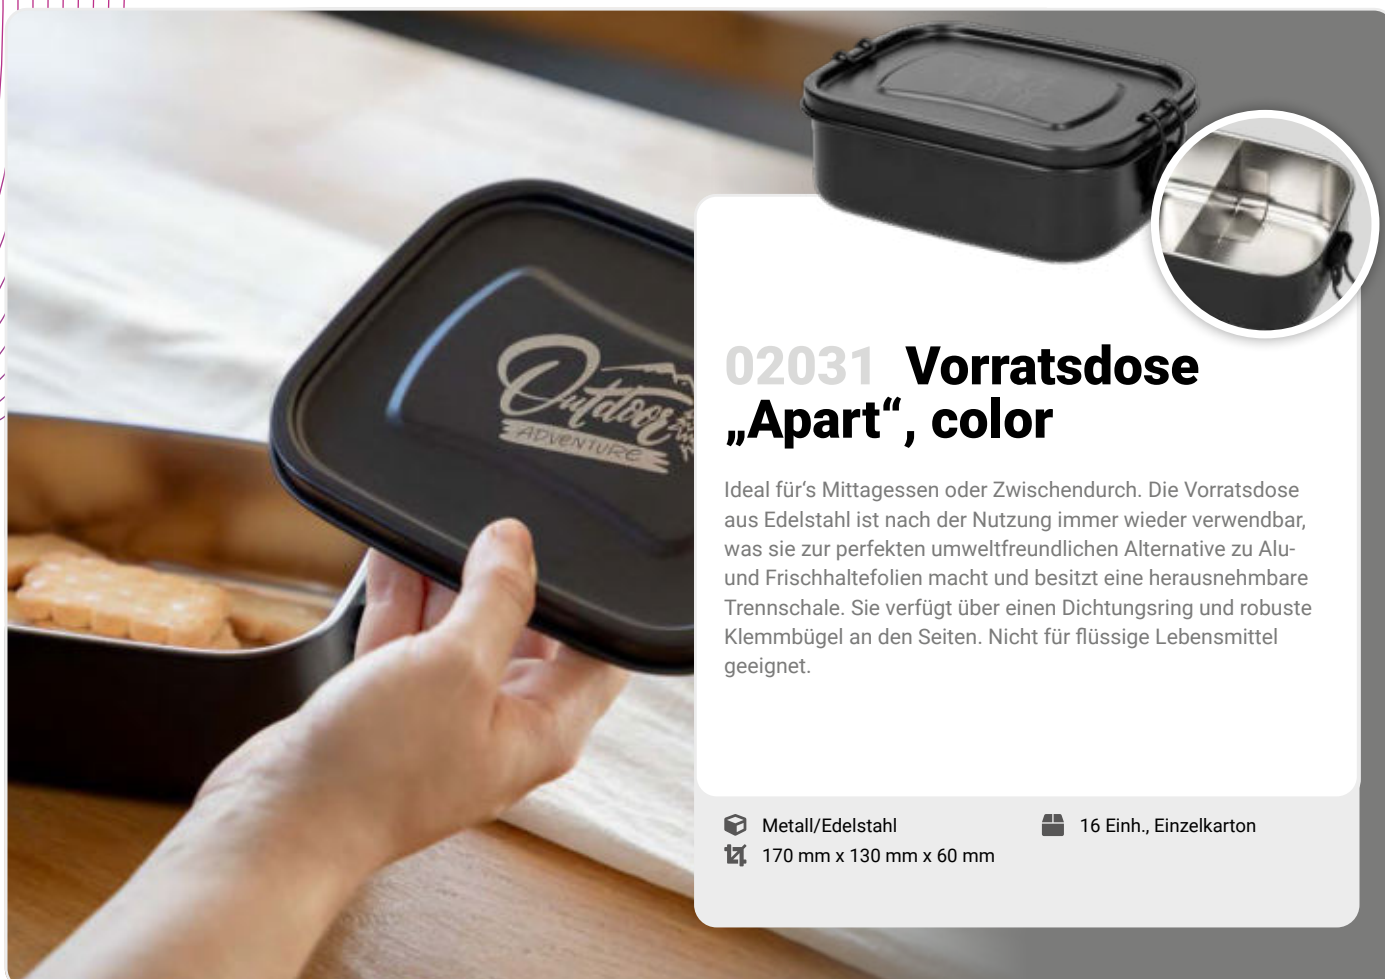 Outdoor
ADVENTURE
02031 Vorratsdose
„Apart“, color
Ideal für‘s Mittagessen oder Zwischendurch. Die Vorratsdose
aus Edelstahl ist nach der Nutzung immer wieder verwendbar,
was sie zur perfekten umweltfreundlichen Alternative zu Alu-
und Frischhaltefolien macht und besitzt eine herausnehmbare
Trennschale. Sie verfügt über einen Dichtungsring und robuste
Klemmbügel an den Seiten. Nicht für flüssige Lebensmittel
geeignet.
Metall/Edelstahl
16 Einh., Einzelkarton
170 mm x 130 mm x 60 mm